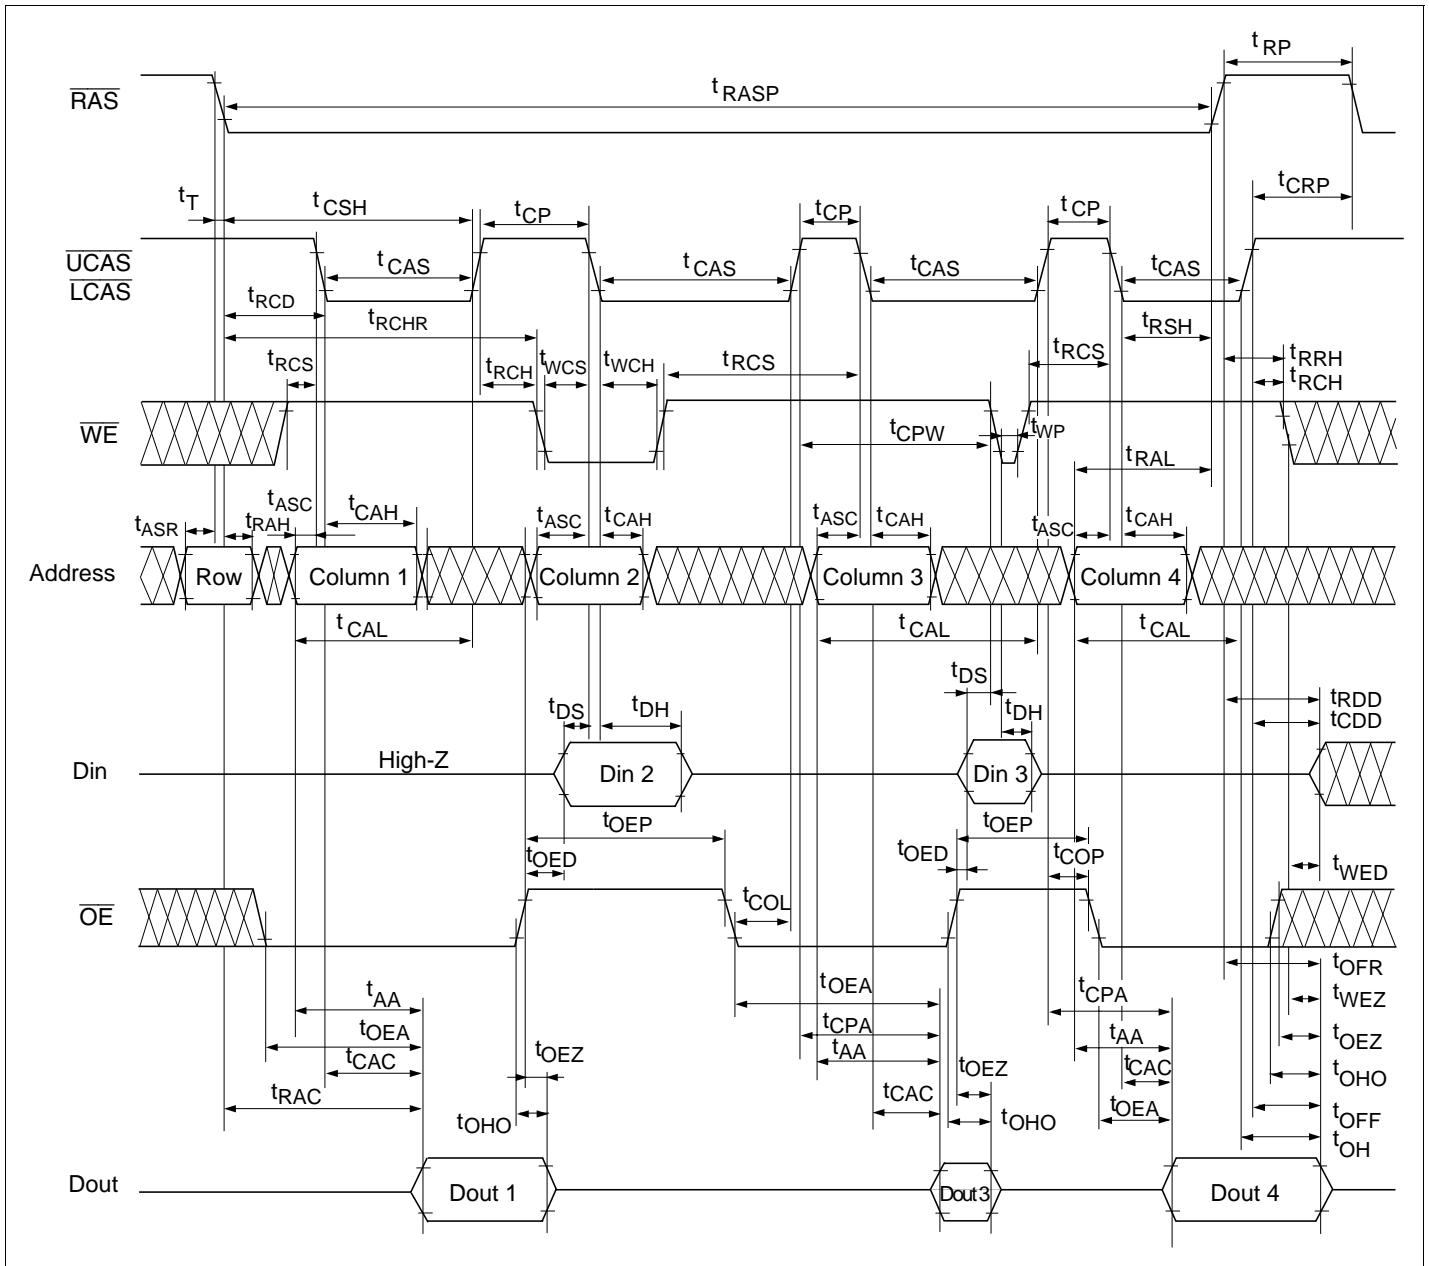 tRP
RAS
tRASP
tT
tCSH
tCP
tCP
tCP
tCRP
UCAS
LCAS
tCAS
tCAS
tCAS
tCAS
tRCD
tRCHR
tRSH
tRCS
tRCH
tWCS
tWCH
tRCS
tRCS
tRRH
tRCH
WE
tCPW
tWP
tRAL
tASR
tRAH
tASC
tCAH
tASC
tCAH
tASC
tCAH
tASC
tCAH
Address
Row
Column 1
Column 2
Column 3
Column 4
tCAL
tCAL
tCAL
tDS
tDH
tDS
tDH
tRDD
tCDD
Din
High-Z
Din 2
Din 3
tOEP
tOEP
tOED
tOED
tCOP
tWED
OE
tCOL
tOFR
tAA
tOEA
tCPA
tWEZ
tOEA
tCPA
tAA
tOEZ
tCAC
tOEZ
tAA
tOEZ
tCAC
tOHO
tRAC
tOHO
tCAC
tOHO
tOEA
tOFF
tOH
Dout
Dout 1
Dout 3
Dout 4